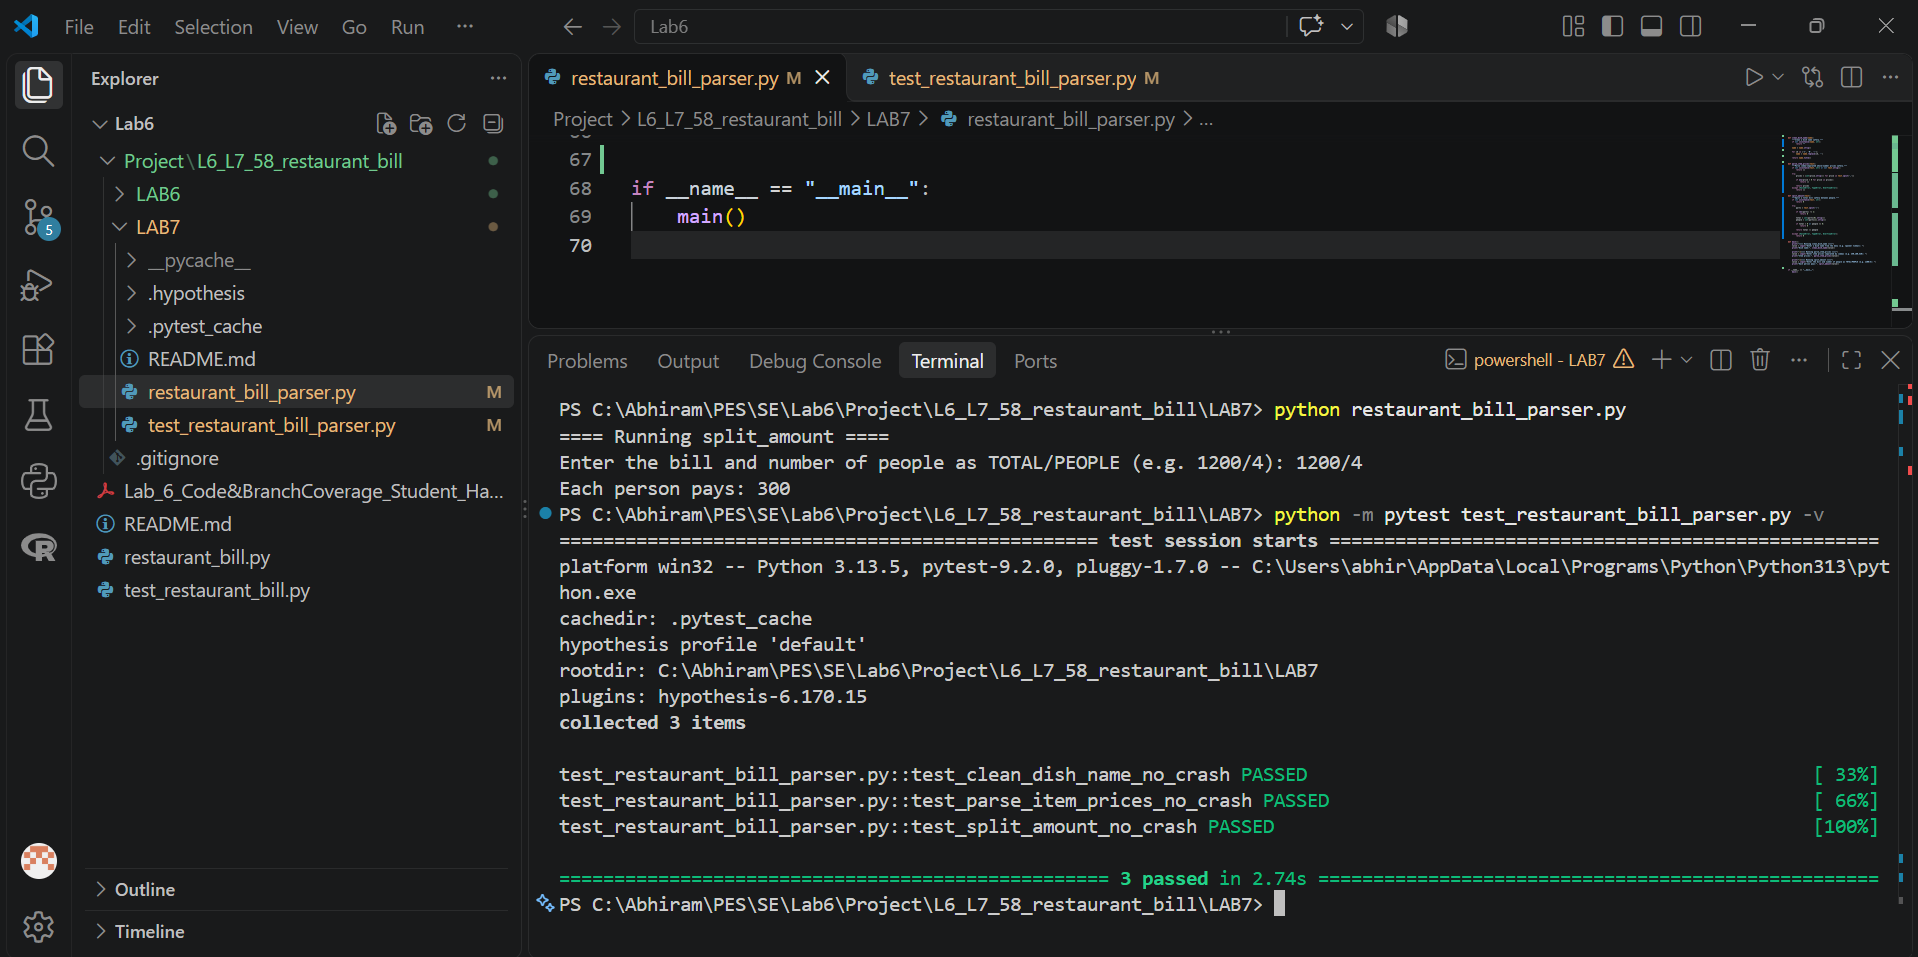 File Edit Selection View Go Run ···
Lab6
Explorer
Lab6
Project\L6_L7_58_restaurant_bill
LAB6
LAB7
__pycache__
.hypothesis
.pytest_cache
README.md
restaurant_bill_parser.py M
test_restaurant_bill_parser.py M
.gitignore
Lab_6_Code&BranchCoverage_Student_Ha...
README.md
restaurant_bill.py
test_restaurant_bill.py
Outline
Timeline
5
restaurant_bill_parser.py M
test_restaurant_bill_parser.py M
Project > L6_L7_58_restaurant_bill > LAB7 > restaurant_bill_parser.py > ...
67
68 if __name__ == "__main__":
69 main()
70
Problems Output Debug Console Terminal Ports
powershell - LAB7
PS C:\Abhiram\PES\SE\Lab6\Project\L6_L7_58_restaurant_bill\LAB7> python restaurant_bill_parser.py
==== Running split_amount ====
Enter the bill and number of people as TOTAL/PEOPLE (e.g. 1200/4): 1200/4
Each person pays: 300
PS C:\Abhiram\PES\SE\Lab6\Project\L6_L7_58_restaurant_bill\LAB7> python -m pytest test_restaurant_bill_parser.py -v
================================================= test session starts ==================================================
platform win32 -- Python 3.13.5, pytest-9.2.0, pluggy-1.7.0 -- C:\Users\abhir\AppData\Local\Programs\Python\Python313\pyt
hon.exe
cachedir: .pytest_cache
hypothesis profile 'default'
rootdir: C:\Abhiram\PES\SE\Lab6\Project\L6_L7_58_restaurant_bill\LAB7
plugins: hypothesis-6.170.15
collected 3 items
test_restaurant_bill_parser.py::test_clean_dish_name_no_crash PASSED [ 33%]
test_restaurant_bill_parser.py::test_parse_item_prices_no_crash PASSED [ 66%]
test_restaurant_bill_parser.py::test_split_amount_no_crash PASSED [100%]
================================================== 3 passed in 2.74s ===================================================
PS C:\Abhiram\PES\SE\Lab6\Project\L6_L7_58_restaurant_bill\LAB7>